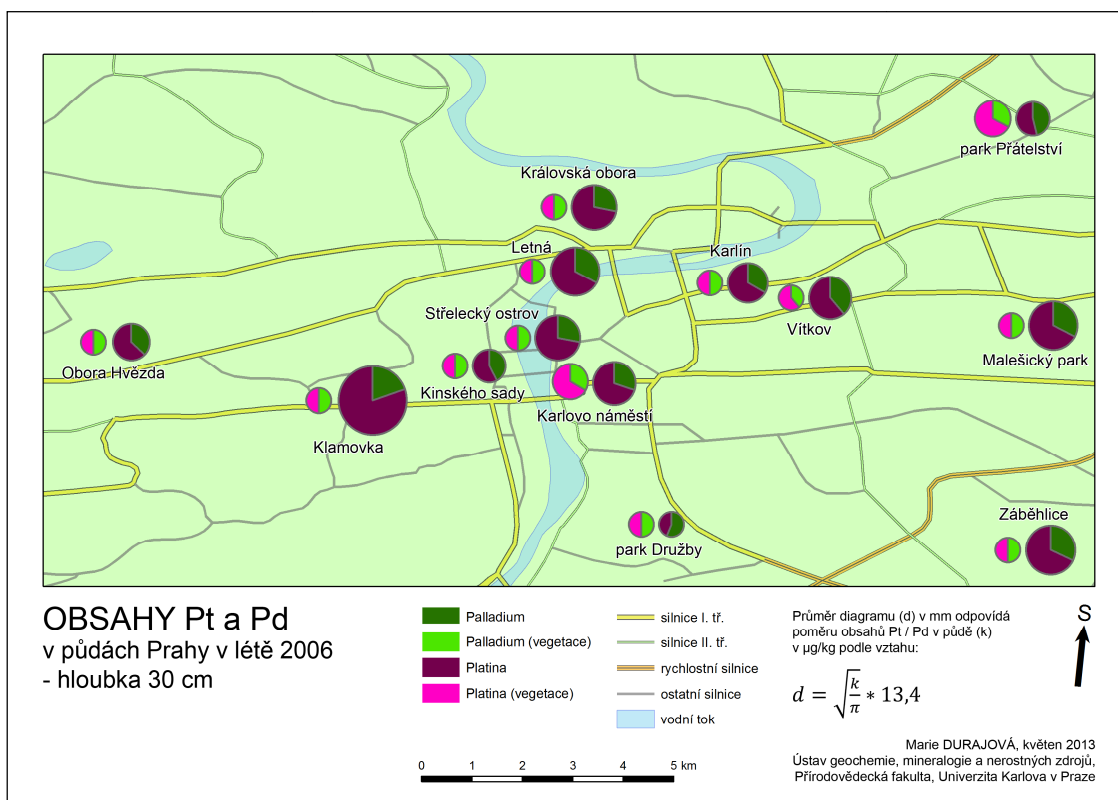 park Přátelství
Královská obora
Letná
Karlín
Střelecký ostrov
Vítkov
Malešický park
Obora Hvězda
Kinského sady
Karlovo náměstí
Klamovka
Záběhlice
park Družby
OBSAHY Pt a Pd
v půdách Prahy v létě 2006
- hloubka 30 cm
Palladium
Palladium (vegetace)
Platina
Platina (vegetace)
silnice I. tř.
silnice II. tř.
rychlostní silnice
ostatní silnice
vodní tok
0 1 2 3 4 5 km
Průměr diagramu (d) v mm odpovídá
poměru obsahů Pt / Pd v půdě (k)
v µg/kg podle vztahu:
d = √(k/π) * 13,4
S
Marie DURAJOVÁ, květen 2013
Ústav geochemie, mineralogie a nerostných zdrojů,
Přírodovědecká fakulta, Univerzita Karlova v Praze